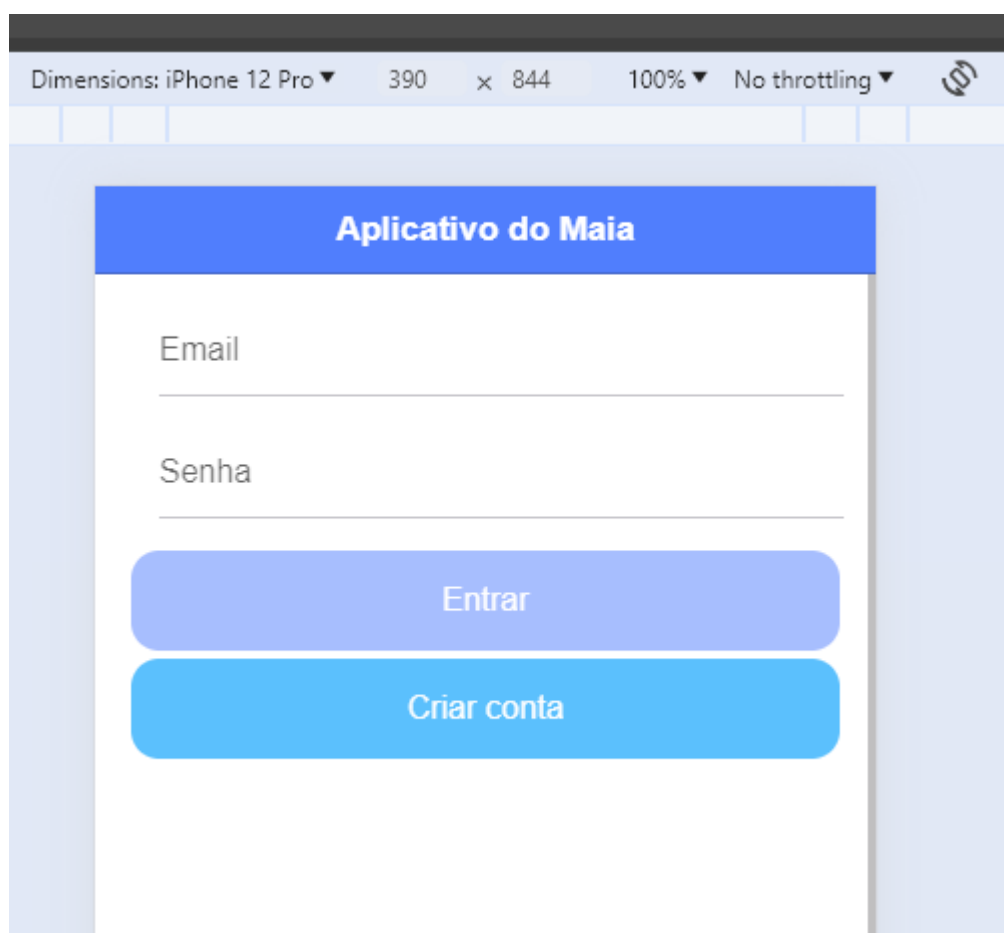 Dimensions: iPhone 12 Pro ▼ 390 × 844 100% ▼ No throttling ▼
Aplicativo do Maia
Email
Senha
Entrar
Criar conta